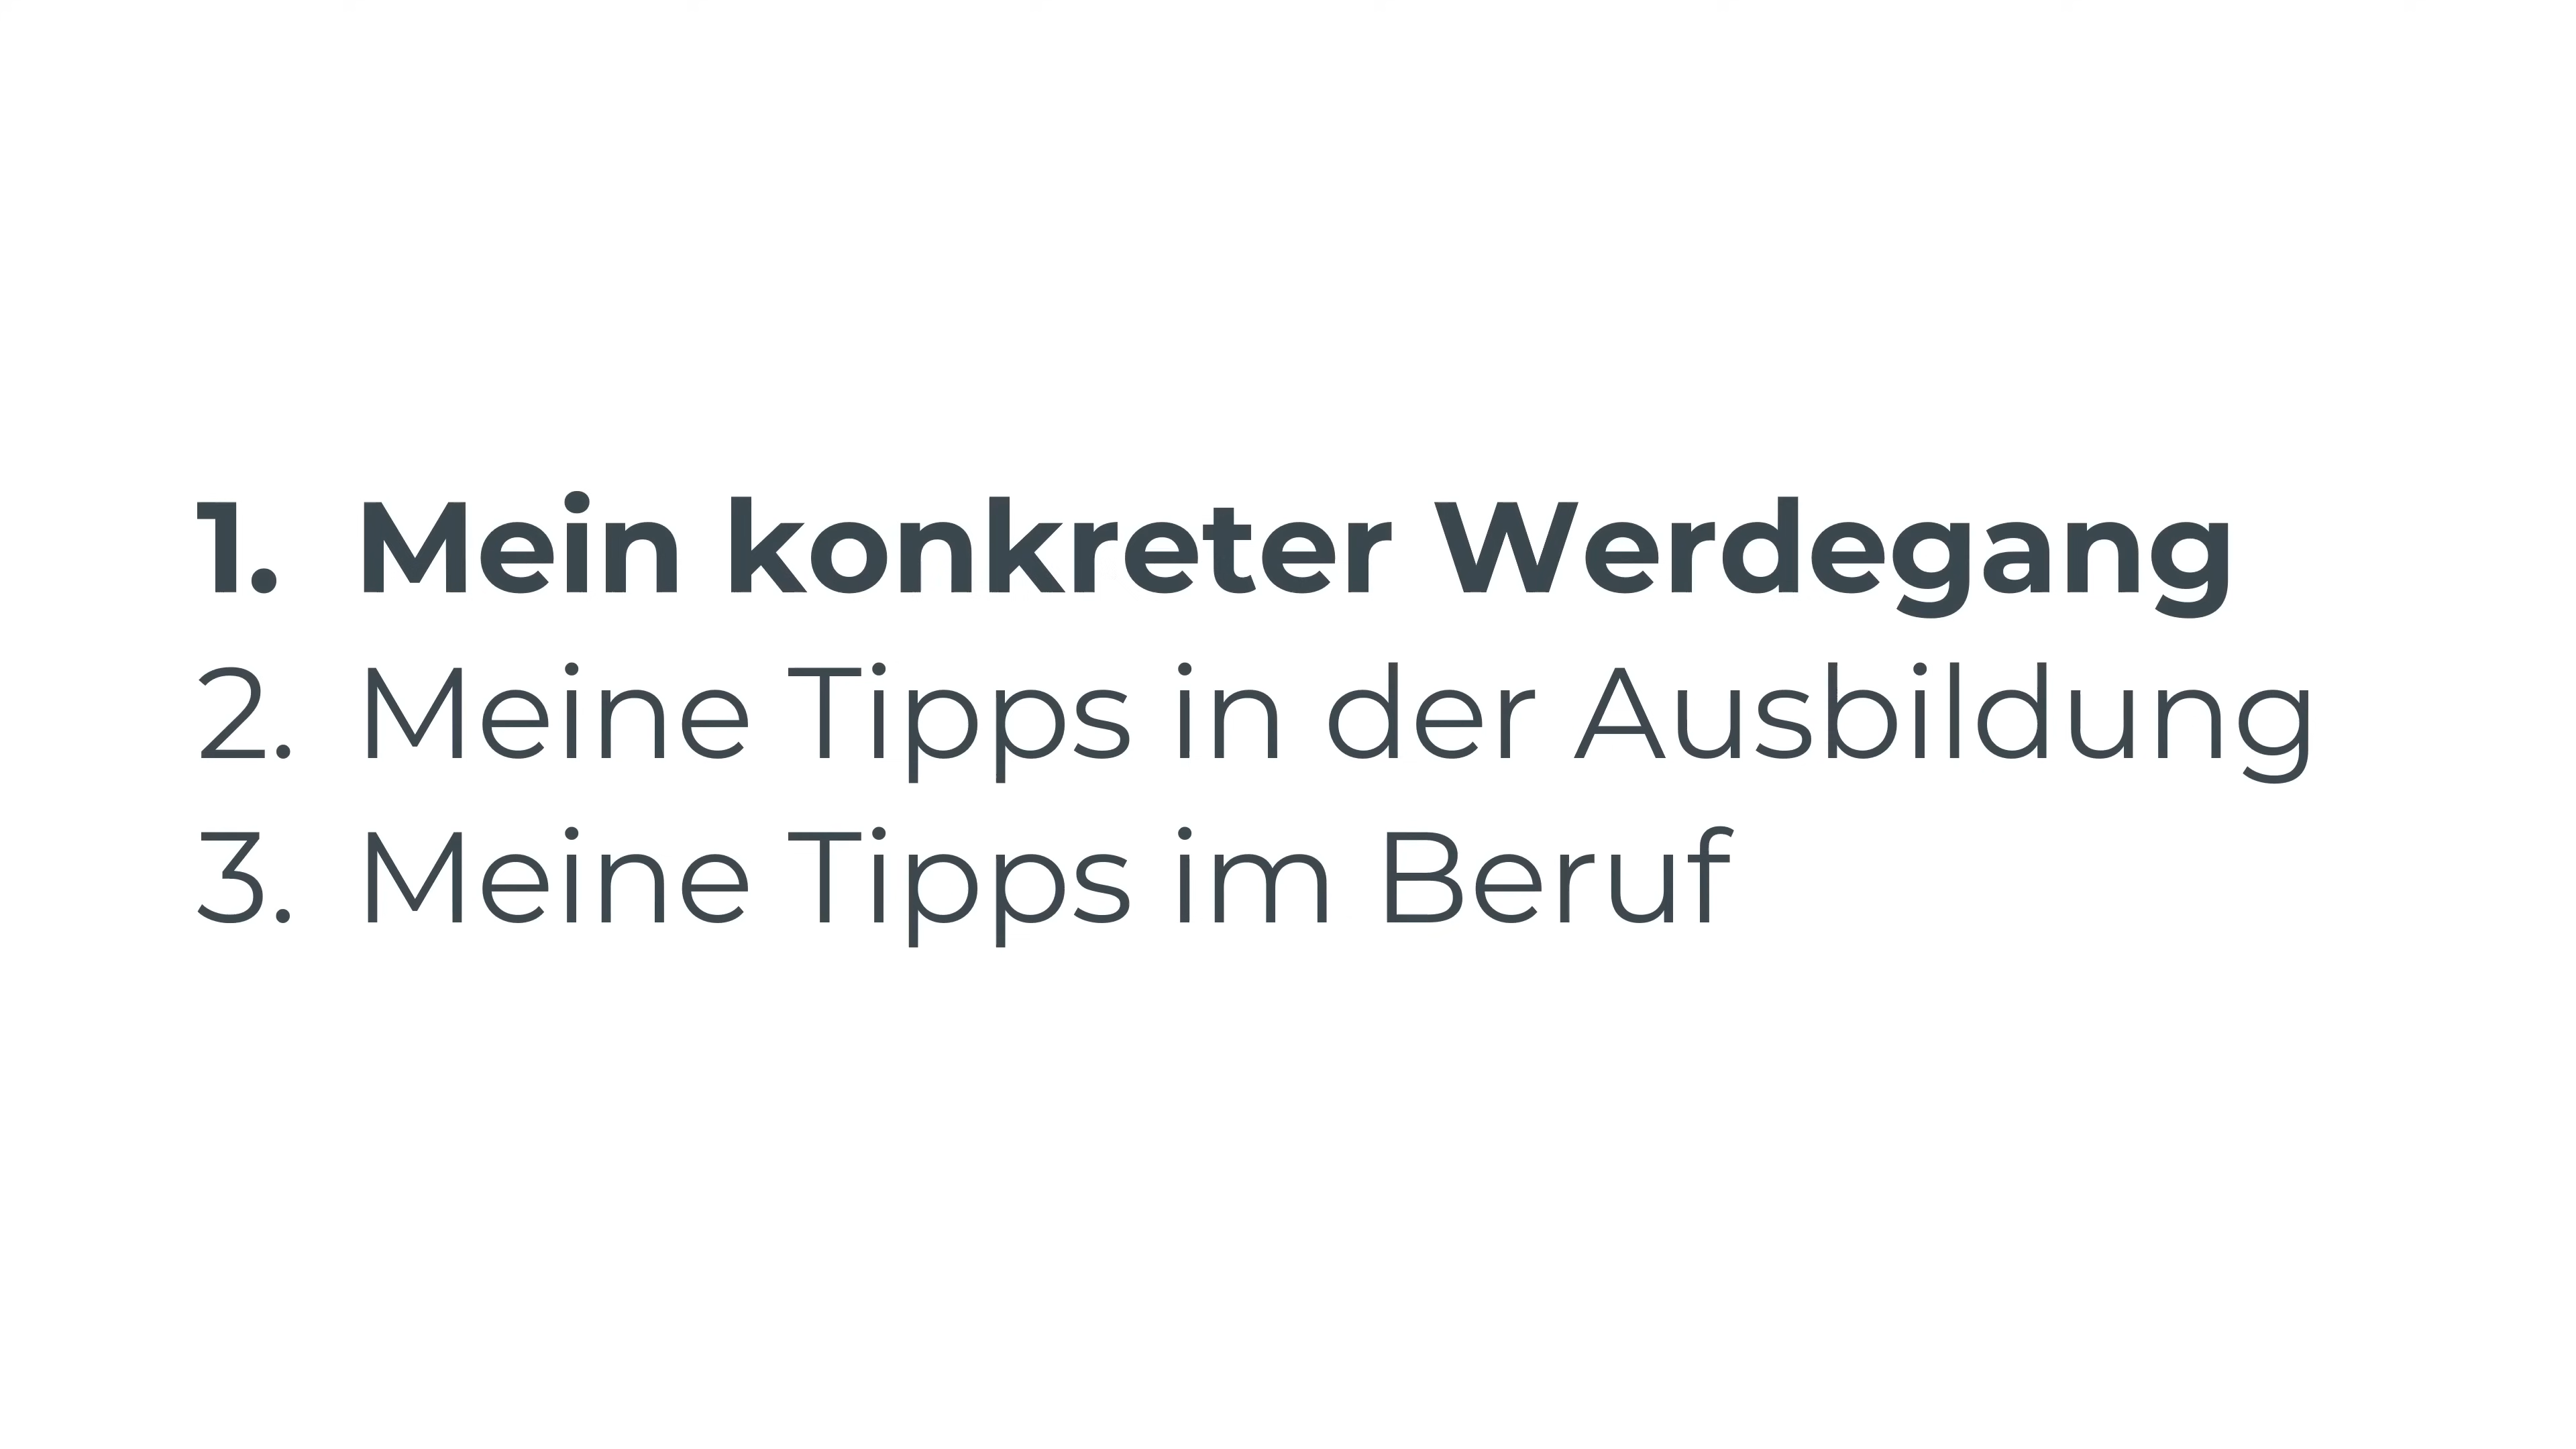 1. Mein konkreter Werdegang
2. Meine Tipps in der Ausbildung
3. Meine Tipps im Beruf